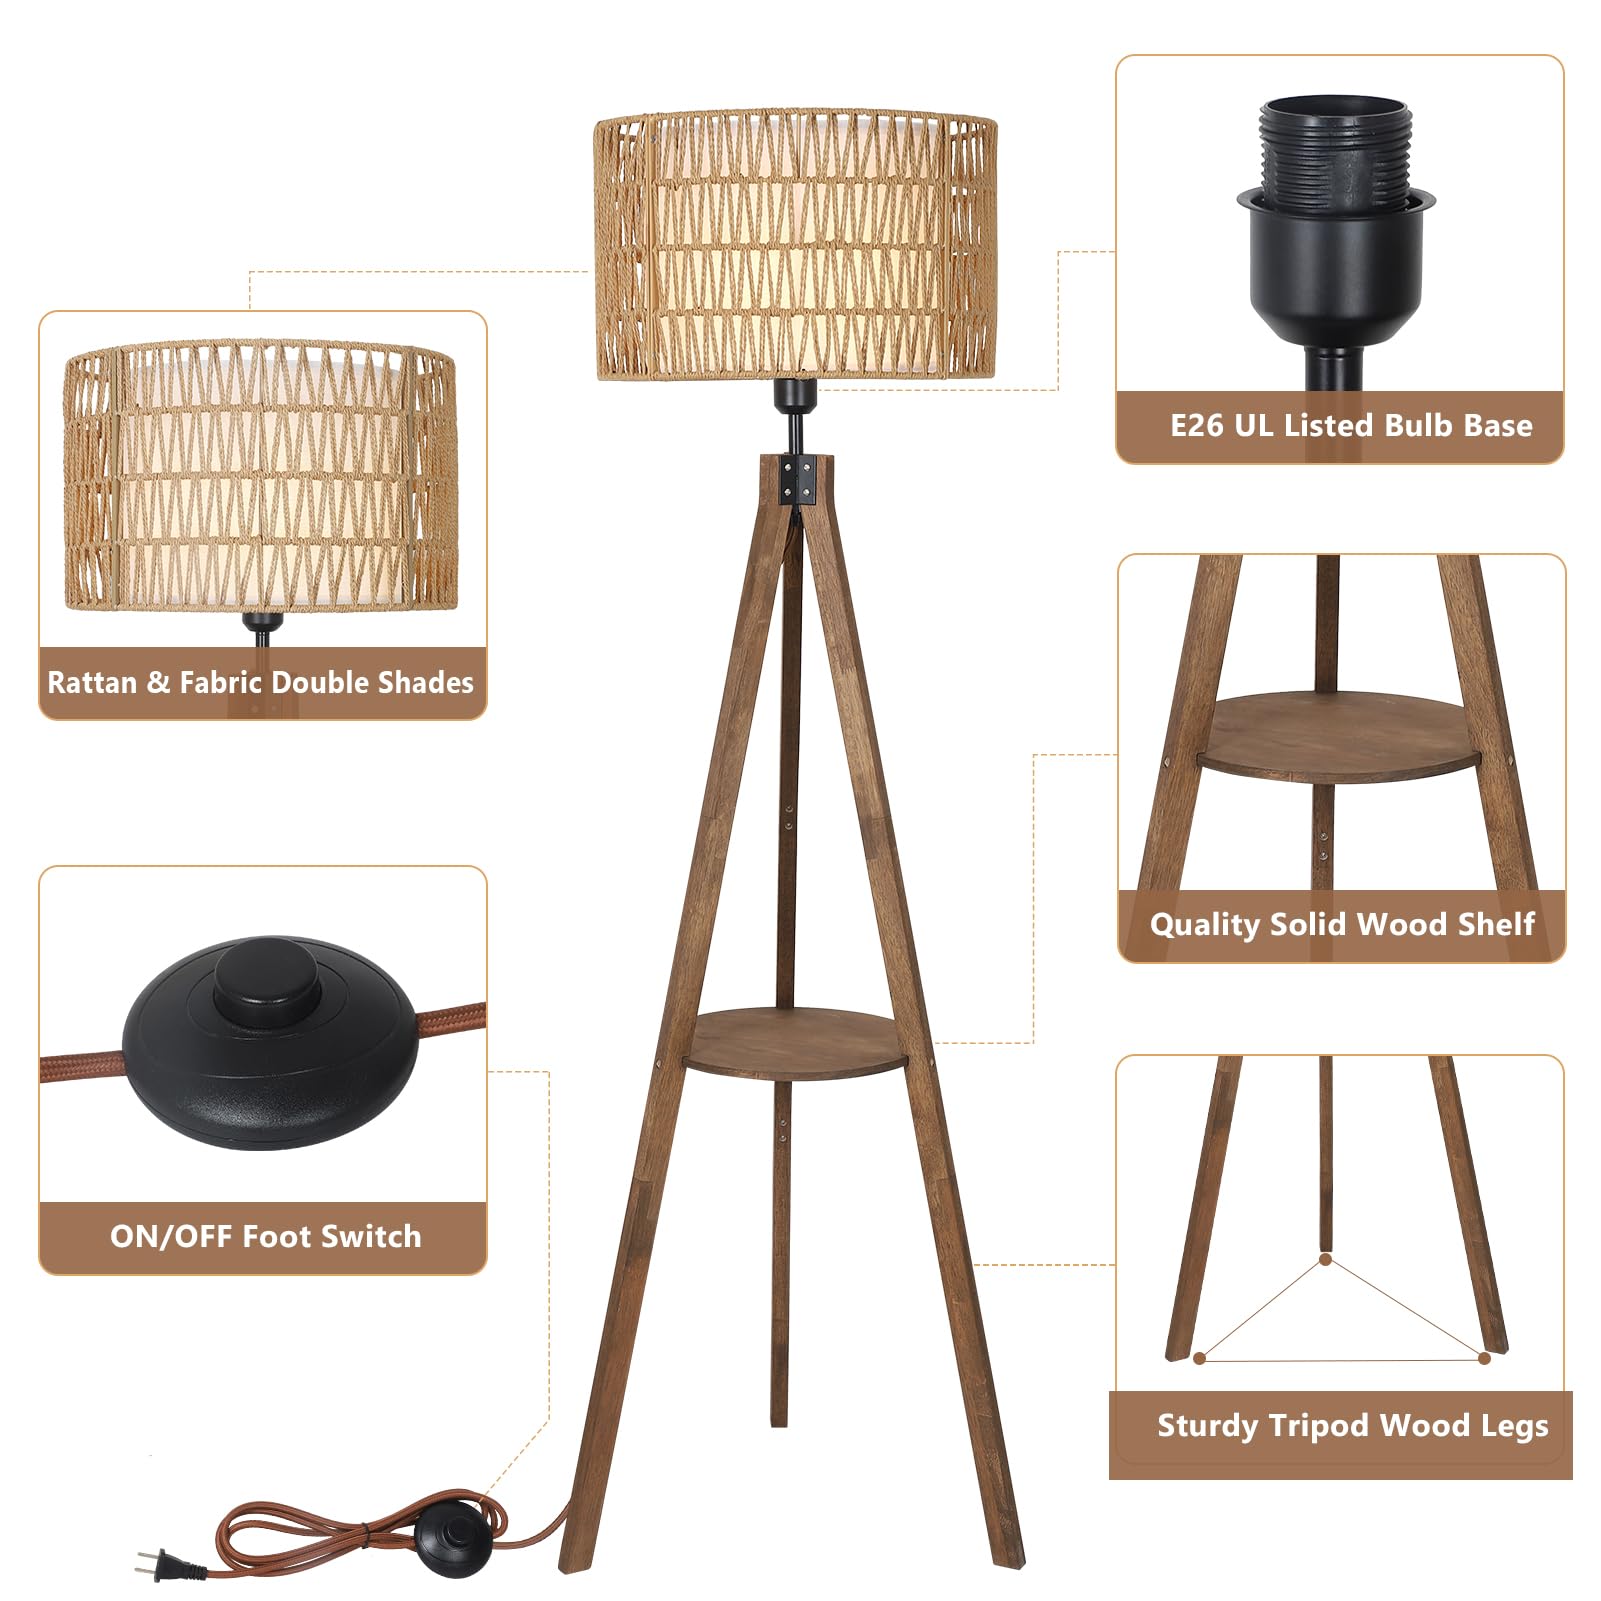 E26 UL Listed Bulb Base
Rattan & Fabric Double Shades
Quality Solid Wood Shelf
ON/OFF Foot Switch
Sturdy Tripod Wood Legs